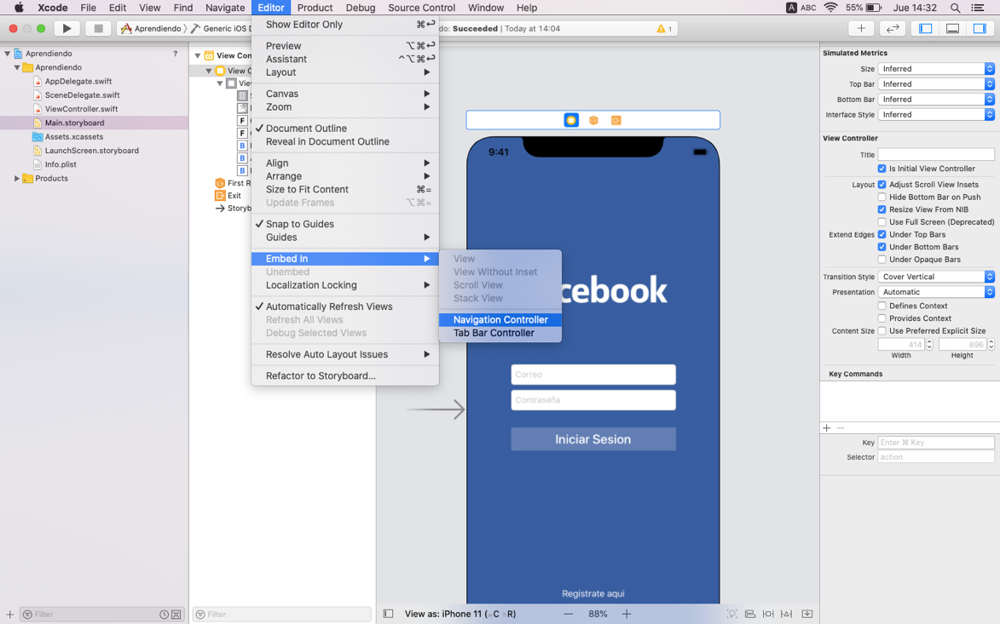 Xcode File Edit View Find Navigate Editor Product Debug Source Control Window Help
A ABC 55% Jue 14:32
Aprendiendo Generic iOS D
do: Succeeded | Today at 14:04
1
Aprendiendo ?
Aprendiendo
AppDelegate.swift
SceneDelegate.swift
ViewController.swift
Main.storyboard
Assets.xcassets
LaunchScreen.storyboard
Info.plist
Products
Filter
View Con
View C
View
F
F
B
B
B
First R
Exit
Storyb
Filter
Show Editor Only ⌘↩
Preview ⌥⌘↩
Assistant ^⌥⌘↩
Layout
Canvas
Zoom
✓ Document Outline
Reveal in Document Outline
Align
Arrange
Size to Fit Content ⌘=
Update Frames ⌥⌘=
✓ Snap to Guides
Guides
Embed In
Unembed
Localization Locking
✓ Automatically Refresh Views
Refresh All Views
Debug Selected Views
Resolve Auto Layout Issues
Refactor to Storyboard...
View
View Without Inset
Scroll View
Stack View
Navigation Controller
Tab Bar Controller
9:41
cebook
Correo
Contraseña
Iniciar Sesion
Registrate aqui
View as: iPhone 11 (wC hR)
— 88% +
Simulated Metrics
Size Inferred
Top Bar Inferred
Bottom Bar Inferred
Interface Style Inferred
View Controller
Title
Is Initial View Controller
Layout Adjust Scroll View Insets
Hide Bottom Bar on Push
Resize View From NIB
Use Full Screen (Deprecated)
Extend Edges Under Top Bars
Under Bottom Bars
Under Opaque Bars
Transition Style Cover Vertical
Presentation Automatic
Defines Context
Provides Context
Content Size Use Preferred Explicit Size
414 896
Width Height
Key Commands
+ —
Key Enter ⌘ Key
Selector action